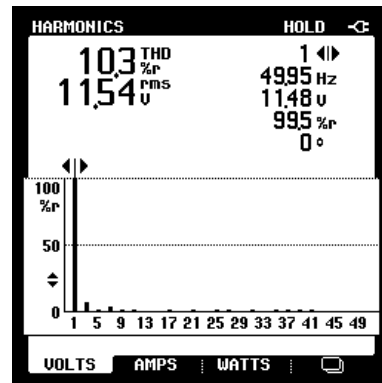 HARMONICS HOLD
10,3 THD %r
11,54 rms V
1
49,95 Hz
11,48 V
99,5 %r
0 °
100
%r
50
0
1 5 9 13 17 21 25 29 33 37 41 45 49
VOLTS AMPS WATTS